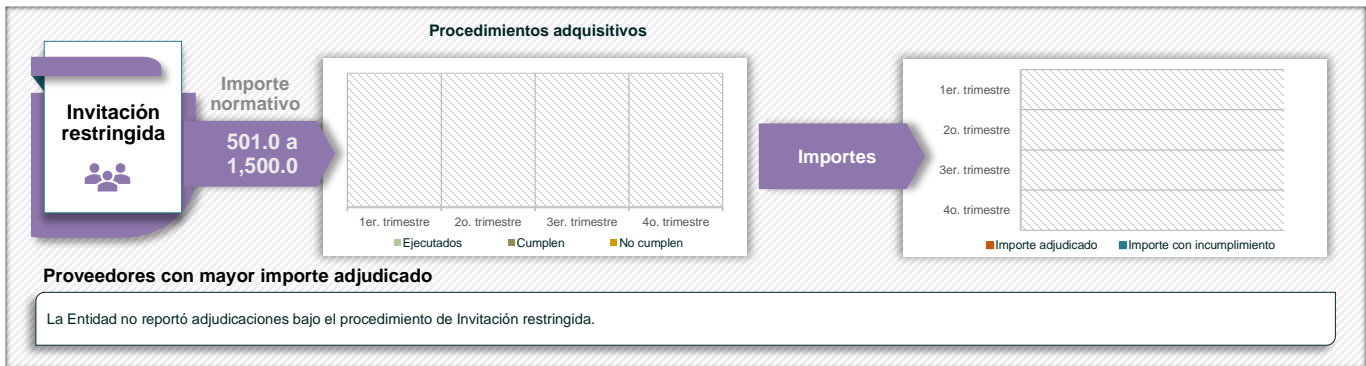 Procedimientos adquisitivos
Invitación
restringida
Importe
normativo
501.0 a
1,500.0
1er. trimestre
2o. trimestre
3er. trimestre
4o. trimestre
Ejecutados
Cumplen
No cumplen
Importes
1er. trimestre
2o. trimestre
3er. trimestre
4o. trimestre
Importe adjudicado
Importe con incumplimiento
Proveedores con mayor importe adjudicado
La Entidad no reportó adjudicaciones bajo el procedimiento de Invitación restringida.